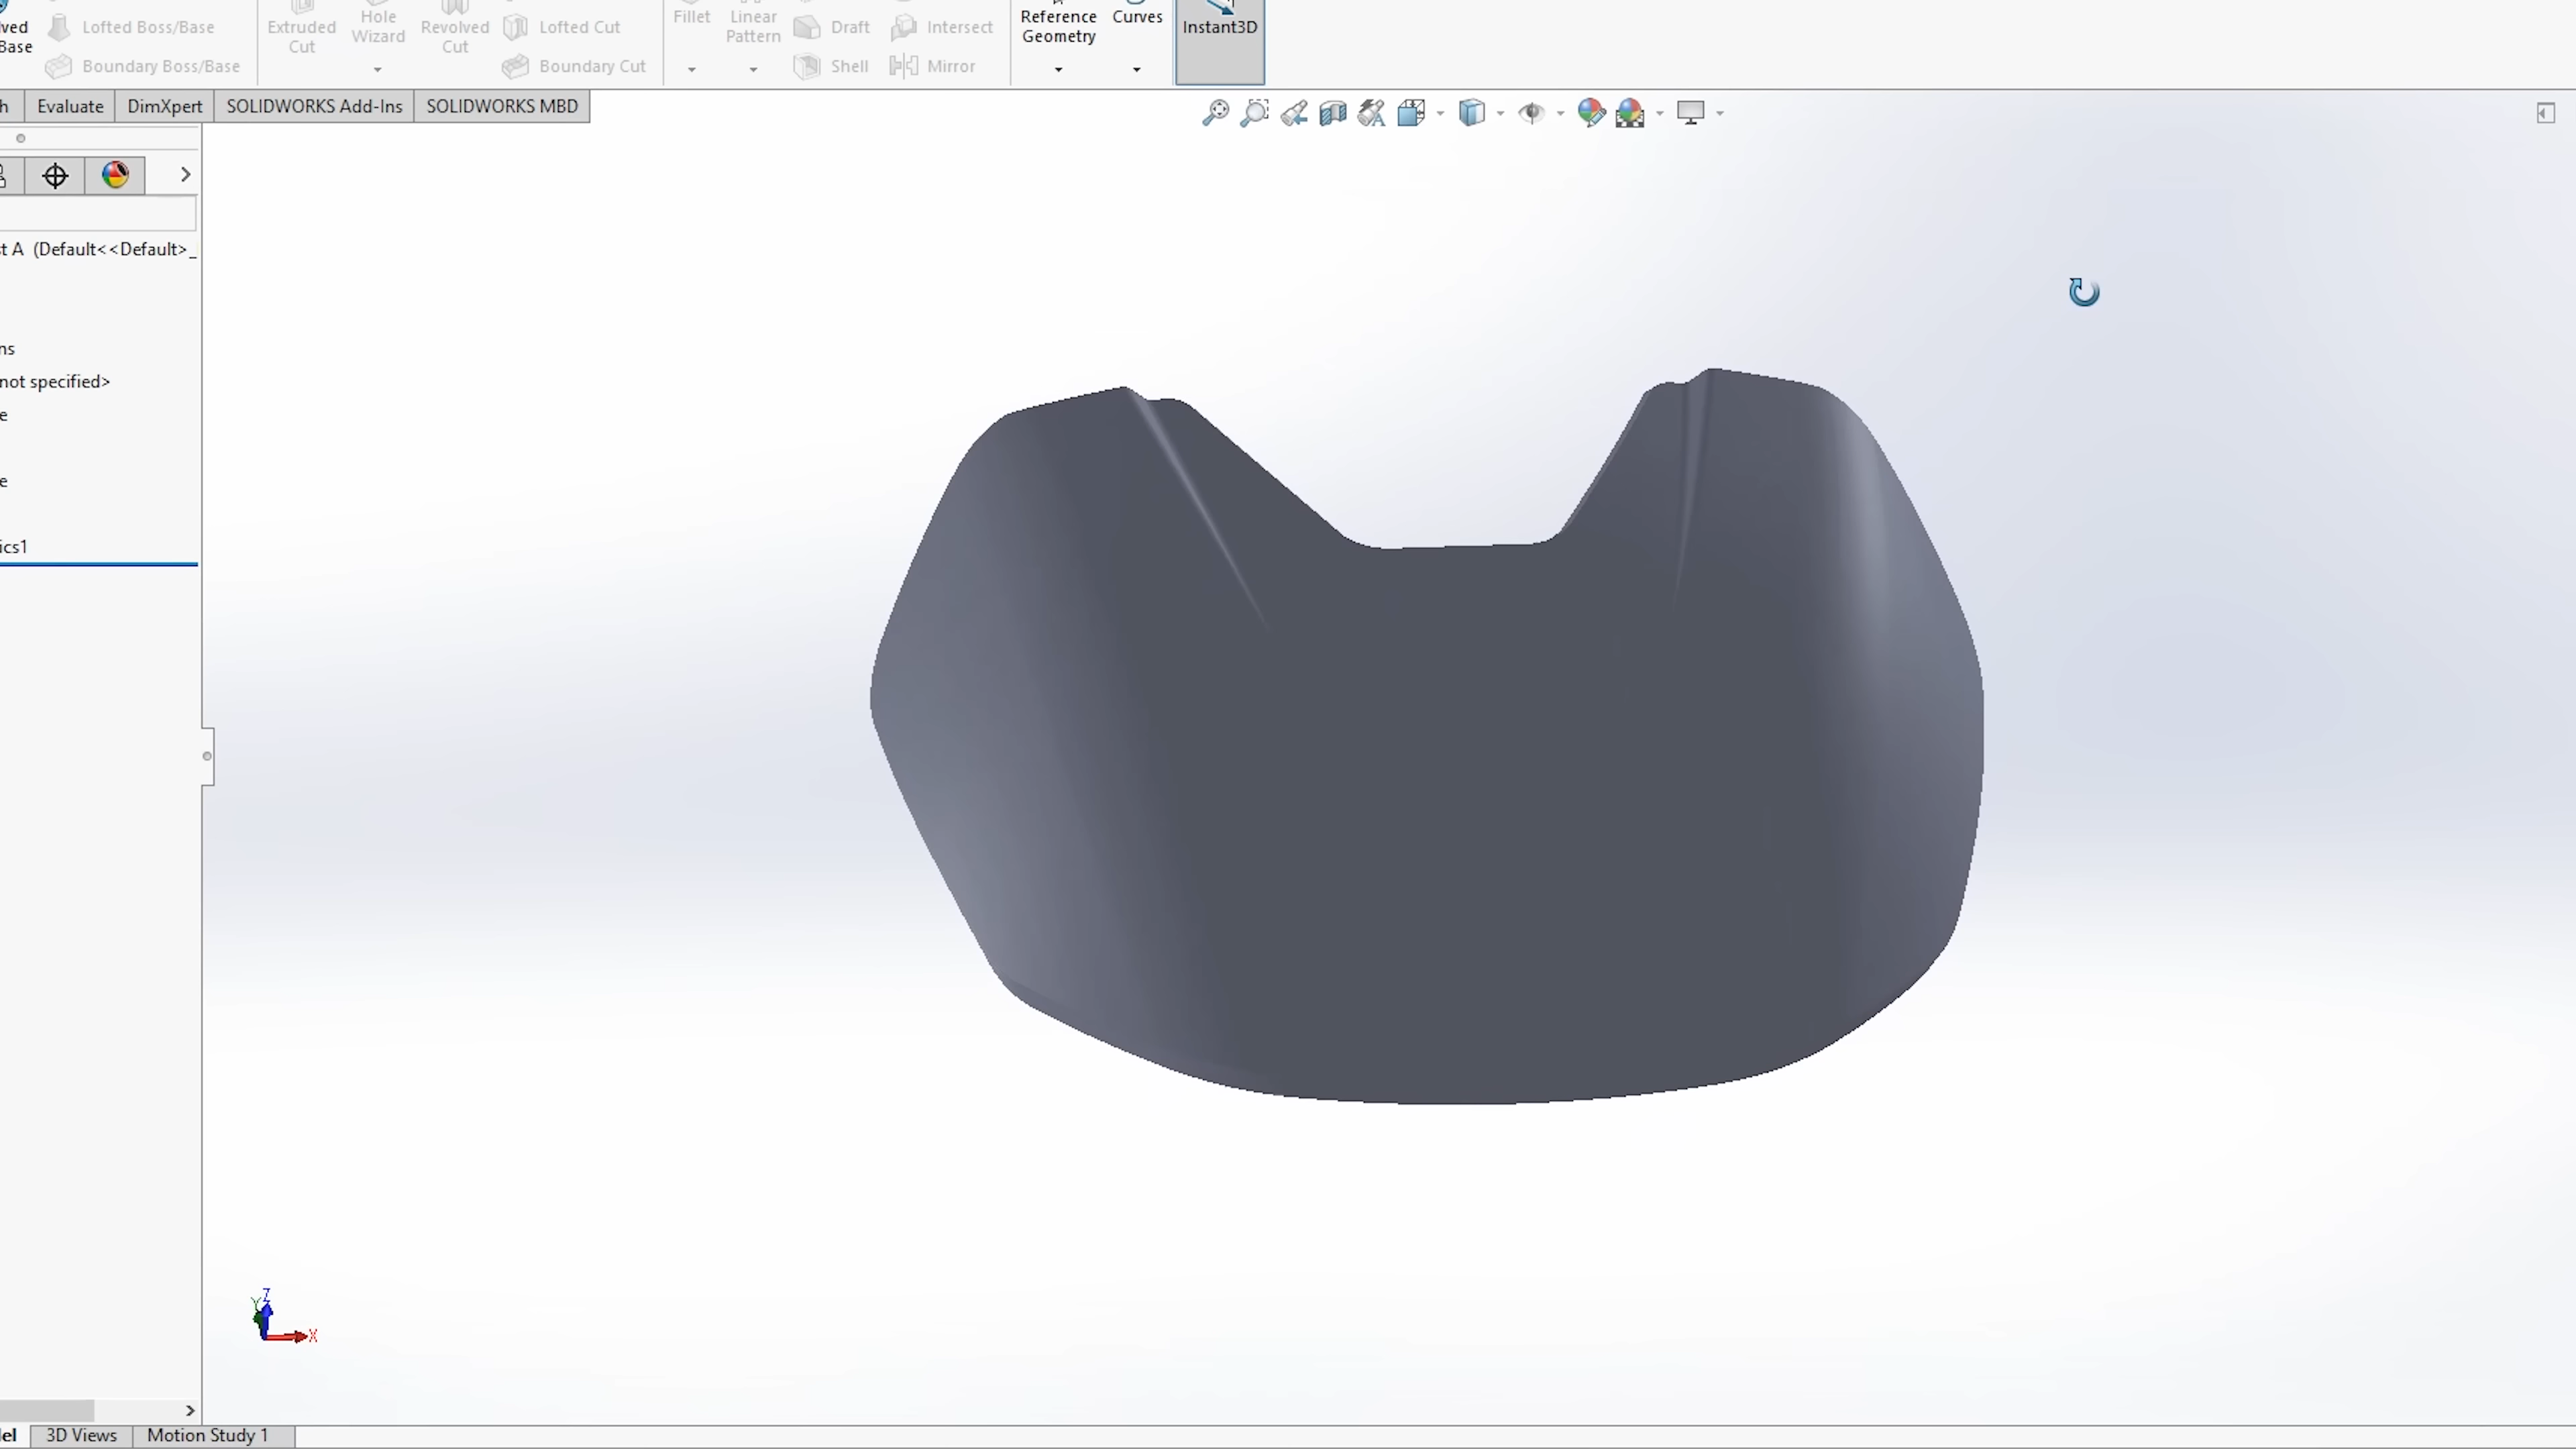 ved
Base
Lofted Boss/Base
Boundary Boss/Base
Extruded
Cut
Hole
Wizard
Revolved
Cut
Lofted Cut
Boundary Cut
Fillet
Linear
Pattern
Draft
Shell
Intersect
Mirror
Reference
Geometry
Curves
Instant3D
h
Evaluate
DimXpert
SOLIDWORKS Add-Ins
SOLIDWORKS MBD
st A (Default<<Default>_
ns
not specified>
e
e
ics1
Z
Y
X
el
3D Views
Motion Study 1